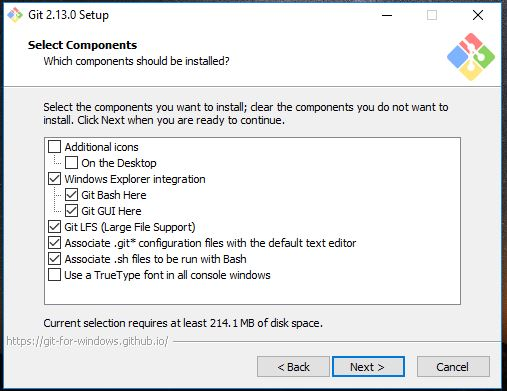 Git 2.13.0 Setup
Select Components
Which components should be installed?
Select the components you want to install; clear the components you do not want to
install. Click Next when you are ready to continue.
Additional icons
On the Desktop
Windows Explorer integration
Git Bash Here
Git GUI Here
Git LFS (Large File Support)
Associate .git* configuration files with the default text editor
Associate .sh files to be run with Bash
Use a TrueType font in all console windows
Current selection requires at least 214.1 MB of disk space.
https://git-for-windows.github.io/
< Back
Next >
Cancel